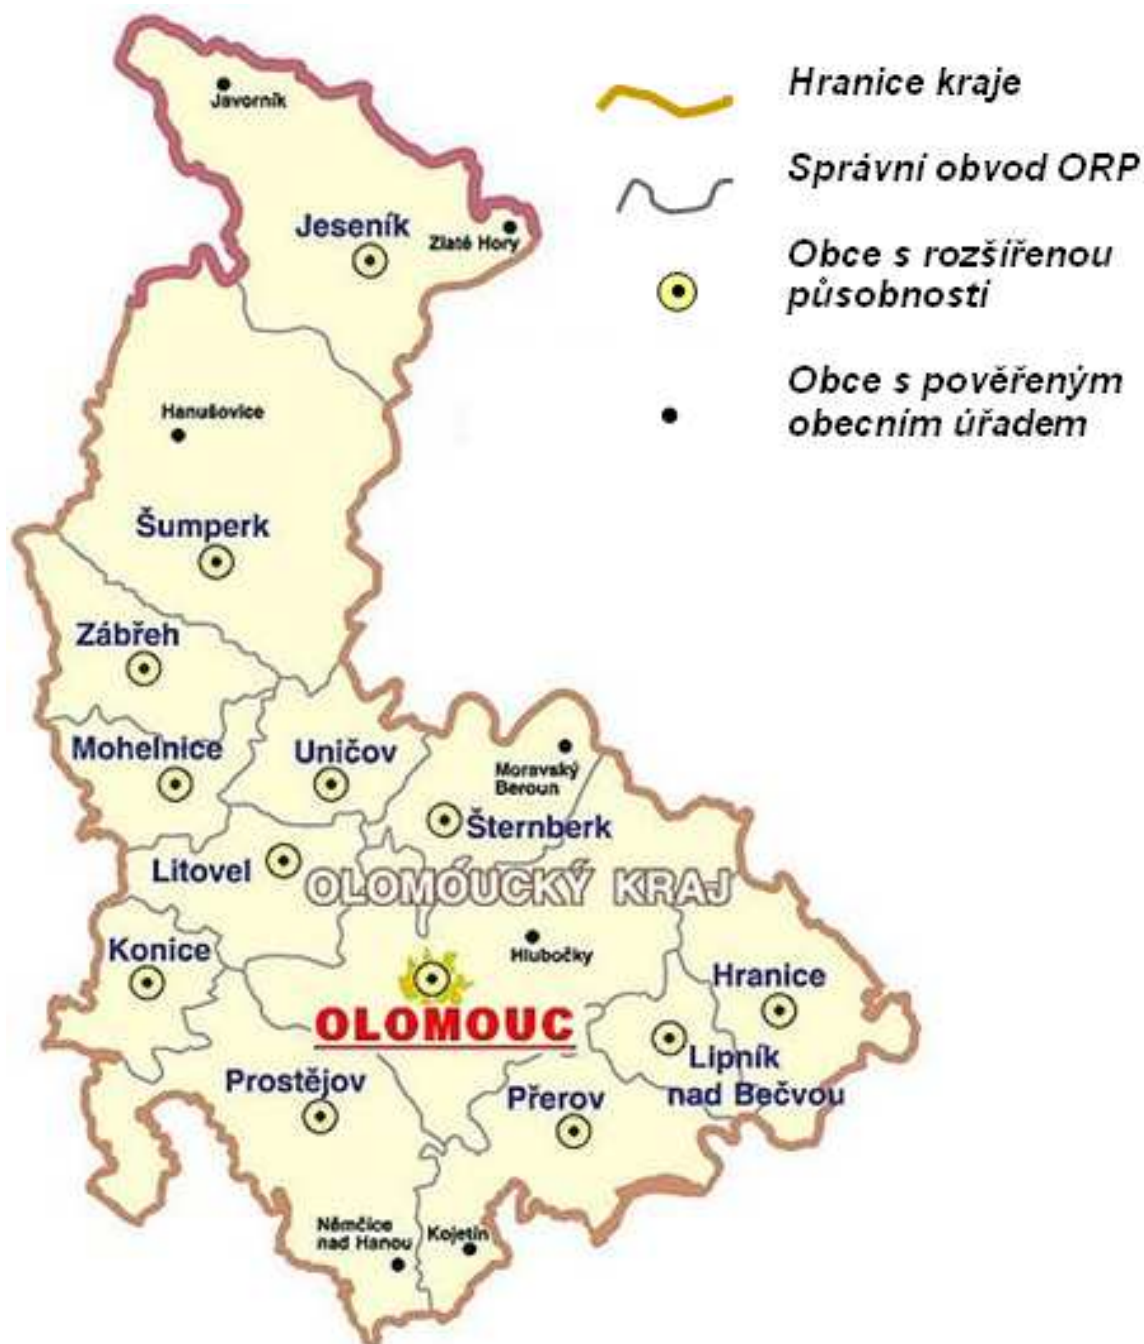 Hranice kraje
Správní obvod ORP
Obce s rozšířenou
působností
Obce s pověřeným
obecním úřadem
Javorník
Jeseník
Zlaté Hory
Hanušovice
Šumperk
Zábřeh
Mohelnice
Uničov
Moravský
Beroun
Šternberk
Litovel
OLOMOUCKÝ KRAJ
Konice
Hlubočky
Hranice
OLOMOUC
Lipník
nad Bečvou
Prostějov
Přerov
Němčice
nad Hanou
Kojetín